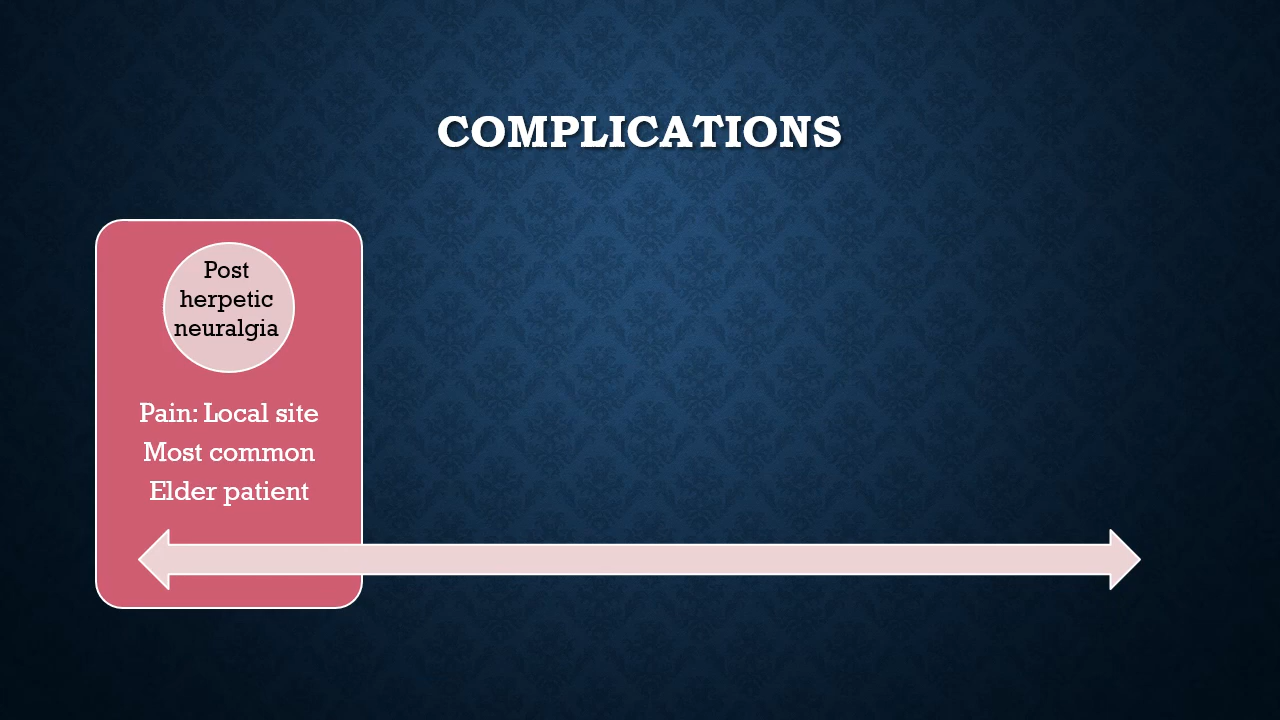 COMPLICATIONS
Post
herpetic
neuralgia
Pain: Local site
Most common
Elder patient